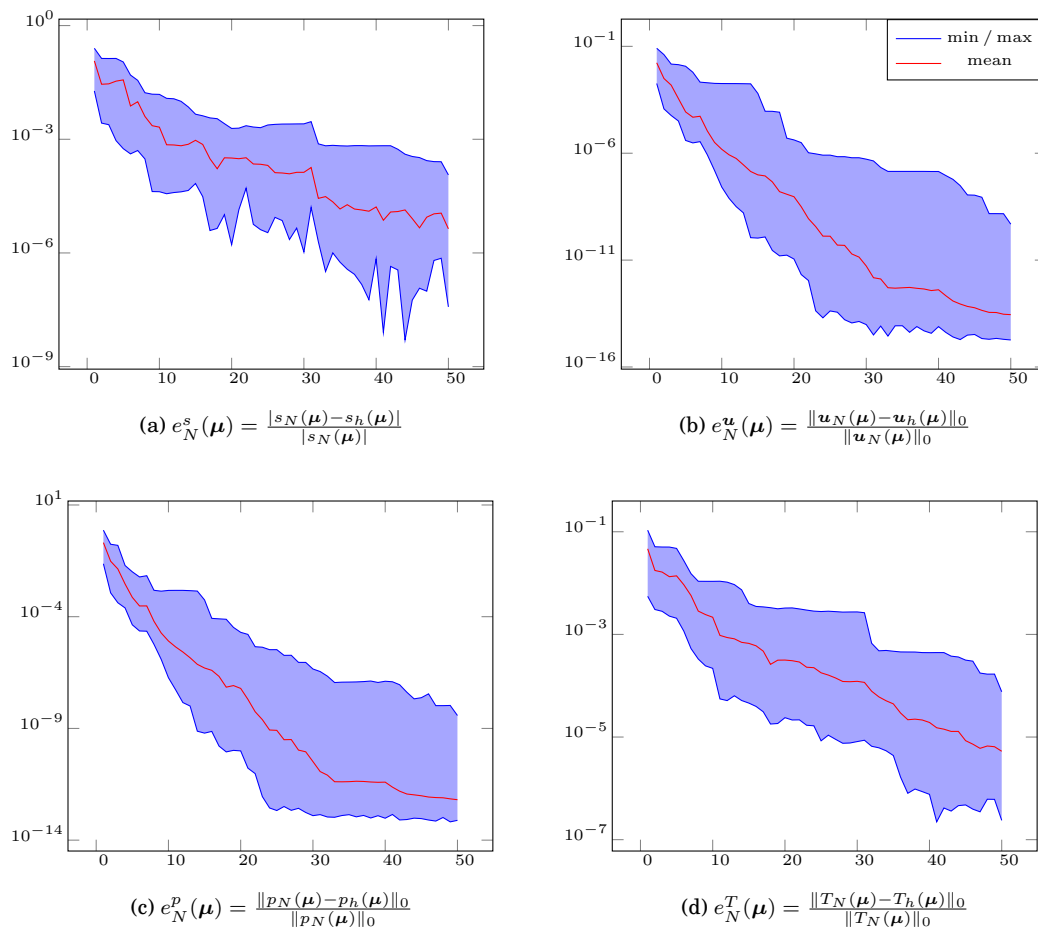 10^0
10^{-3}
10^{-6}
10^{-9}
0 10 20 30 40 50
(a) e_N^s(μ) = |s_N(μ)−s_h(μ)| / |s_N(μ)|
min / max
mean
10^{-1}
10^{-6}
10^{-11}
10^{-16}
0 10 20 30 40 50
(b) e_N^u(μ) = ‖u_N(μ)−u_h(μ)‖_0 / ‖u_N(μ)‖_0
10^1
10^{-4}
10^{-9}
10^{-14}
0 10 20 30 40 50
(c) e_N^p(μ) = ‖p_N(μ)−p_h(μ)‖_0 / ‖p_N(μ)‖_0
10^{-1}
10^{-3}
10^{-5}
10^{-7}
0 10 20 30 40 50
(d) e_N^T(μ) = ‖T_N(μ)−T_h(μ)‖_0 / ‖T_N(μ)‖_0